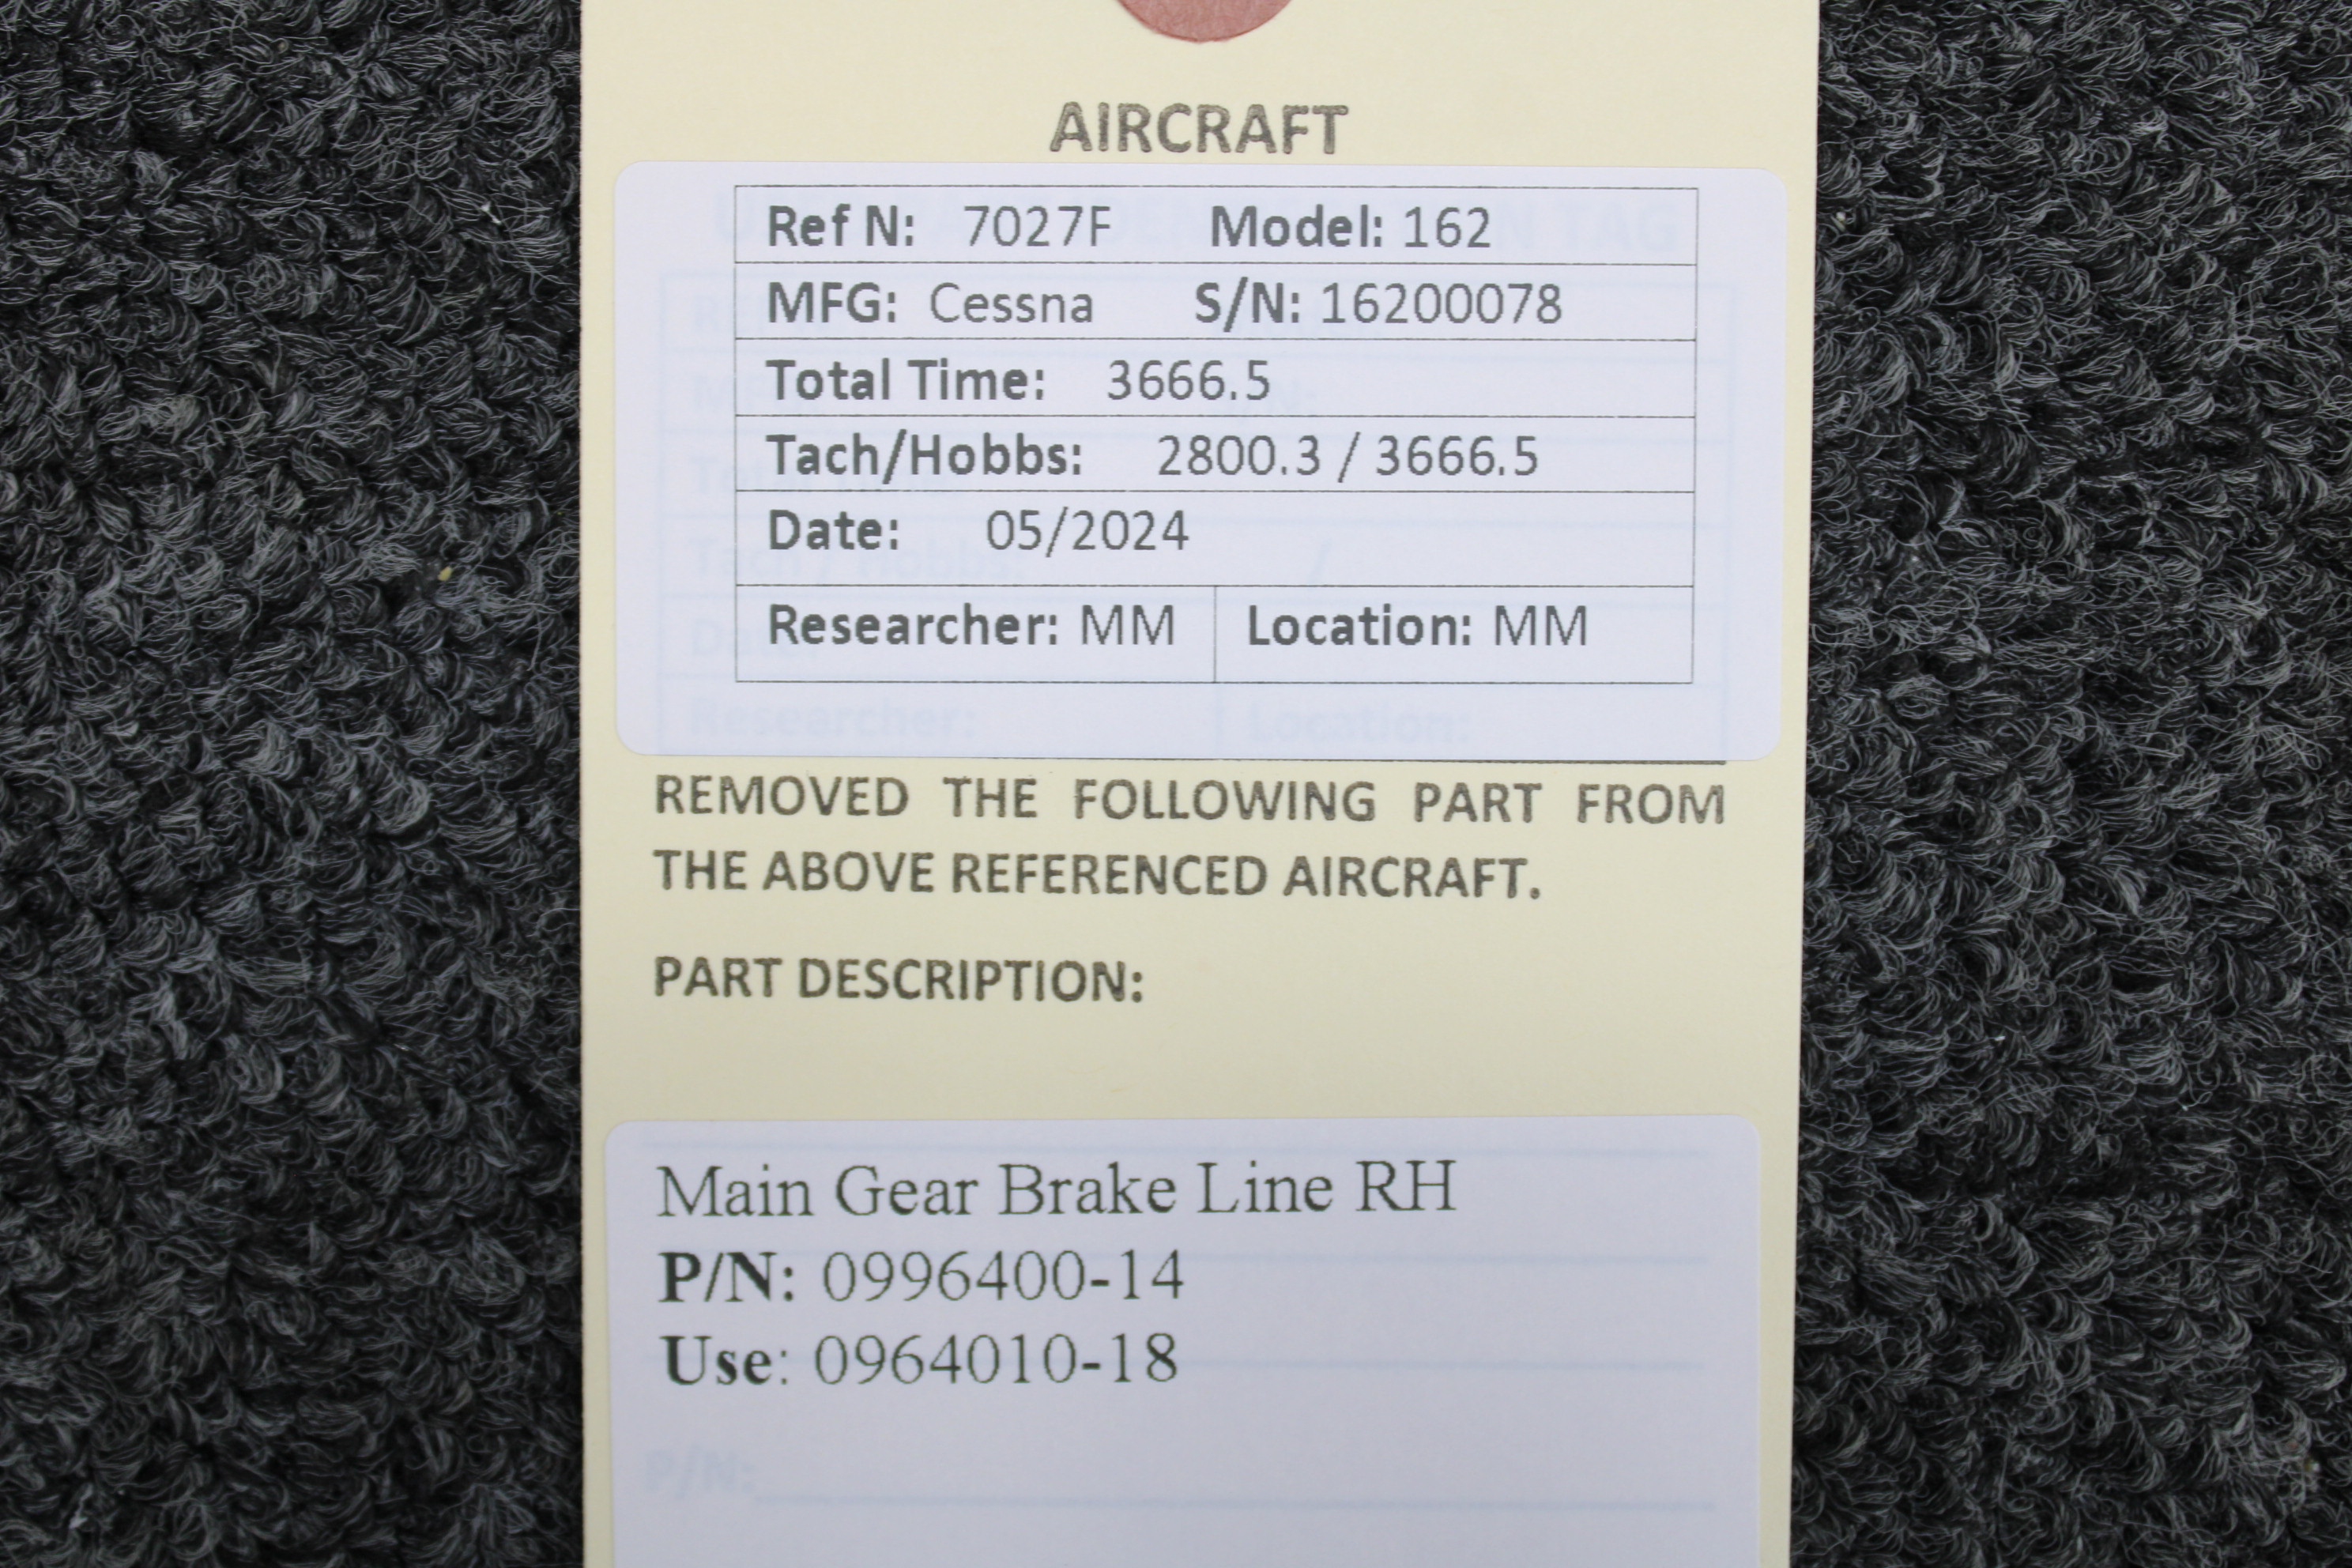 AIRCRAFT
Ref N: 7027F Model: 162
MFG: Cessna S/N: 16200078
Total Time: 3666.5
Tach/Hobbs: 2800.3 / 3666.5
Date: 05/2024
Researcher: MM Location: MM
Researcher: Location:
REMOVED THE FOLLOWING PART FROM
THE ABOVE REFERENCED AIRCRAFT.
PART DESCRIPTION:
Main Gear Brake Line RH
P/N: 0996400-14
Use: 0964010-18
P/N: